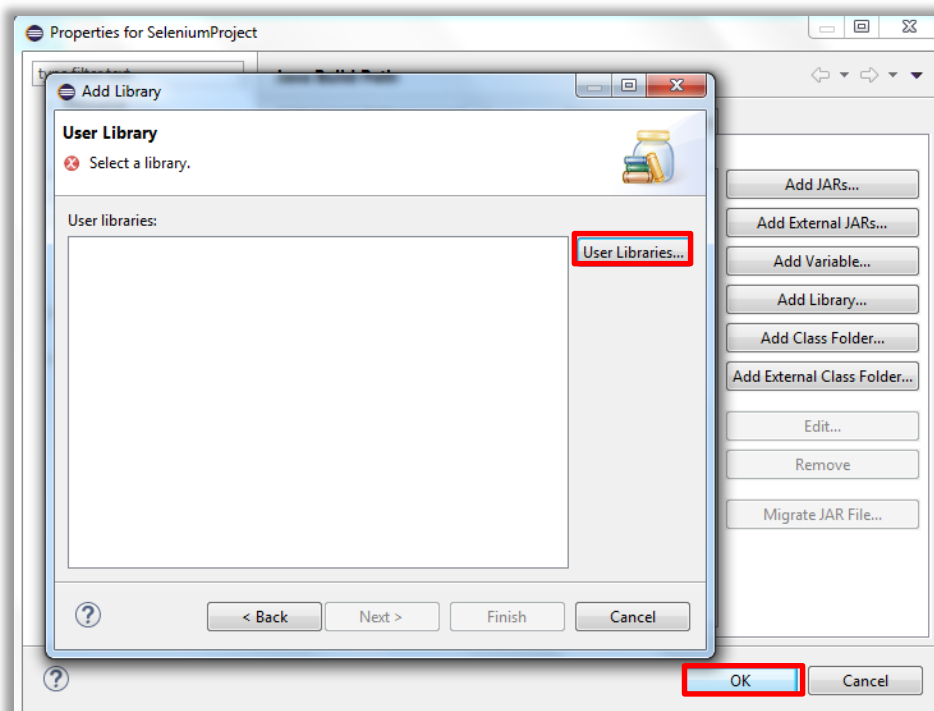 Properties for SeleniumProject
Add Library
User Library
Select a library.
User libraries:
User Libraries...
Add JARs...
Add External JARs...
Add Variable...
Add Library...
Add Class Folder...
Add External Class Folder...
Edit...
Remove
Migrate JAR File...
< Back
Next >
Finish
Cancel
OK
Cancel